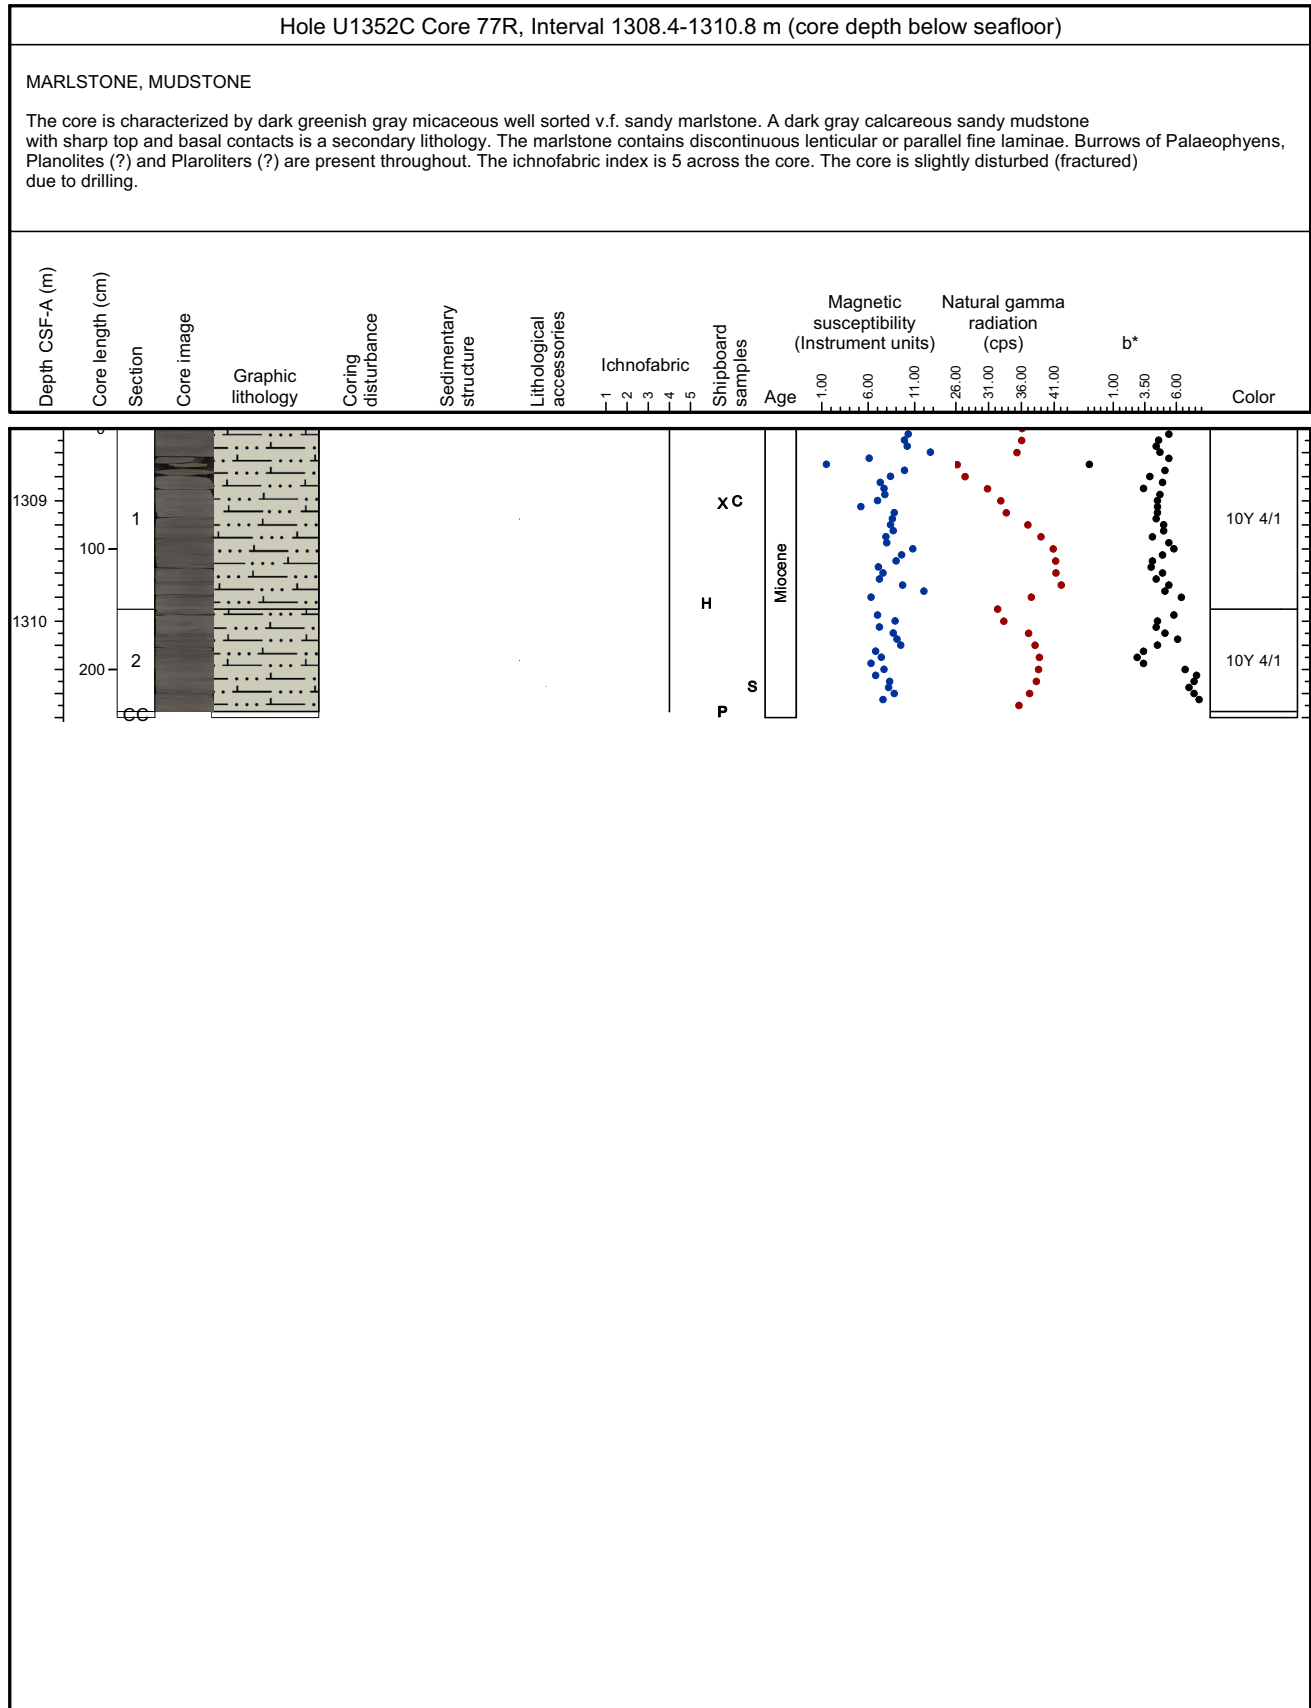 Hole U1352C Core 77R, Interval 1308.4-1310.8 m (core depth below seafloor)
MARLSTONE, MUDSTONE
The core is characterized by dark greenish gray micaceous well sorted v.f. sandy marlstone. A dark gray calcareous sandy mudstone
with sharp top and basal contacts is a secondary lithology. The marlstone contains discontinuous lenticular or parallel fine laminae. Burrows of Palaeophyens,
Planolites (?) and Plaroliters (?) are present throughout. The ichnofabric index is 5 across the core. The core is slightly disturbed (fractured)
due to drilling.
Depth CSF-A (m)
Core length (cm)
Section
Core image
Graphic
lithology
Coring
disturbance
Sedimentary
structure
Lithological
accessories
Ichnofabric
1 2 3 4 5
Shipboard
samples
Age
Magnetic
susceptibility
(Instrument units)
1.00 6.00 11.00
Natural gamma
radiation
(cps)
26.00 31.00 36.00 41.00
b*
1.00 3.50 6.00
Color
0
1309
X C
1
10Y 4/1
100
Miocene
H
1310
2
10Y 4/1
200
S
P
CC